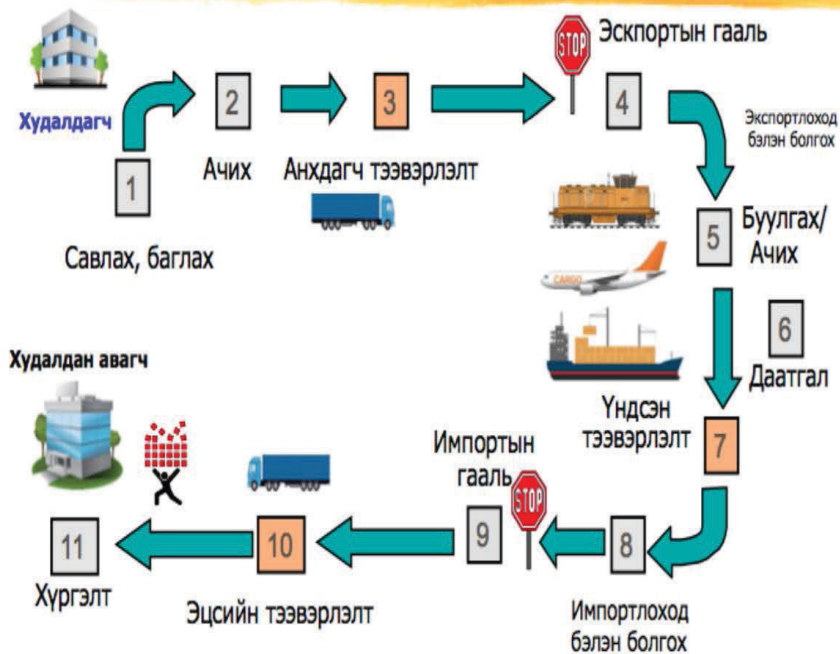 Худалдагч
1
Савлах, баглах
2
Ачих
3
Анхдагч тээвэрлэлт
STOP
Эскпортын гааль
4
Экспортлоход
бэлэн болгох
5
Буулгах/
Ачих
6
Даатгал
CARGO
Үндсэн
тээвэрлэлт
7
8
Импортлоход
бэлэн болгох
Импортын
гааль
STOP
9
10
Эцсийн тээвэрлэлт
Худалдан авагч
11
Хүргэлт